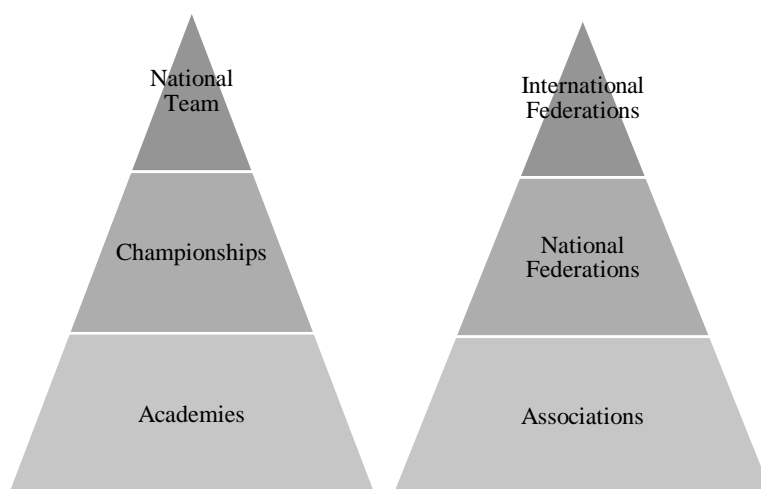 National
Team
Championships
Academies
International
Federations
National
Federations
Associations